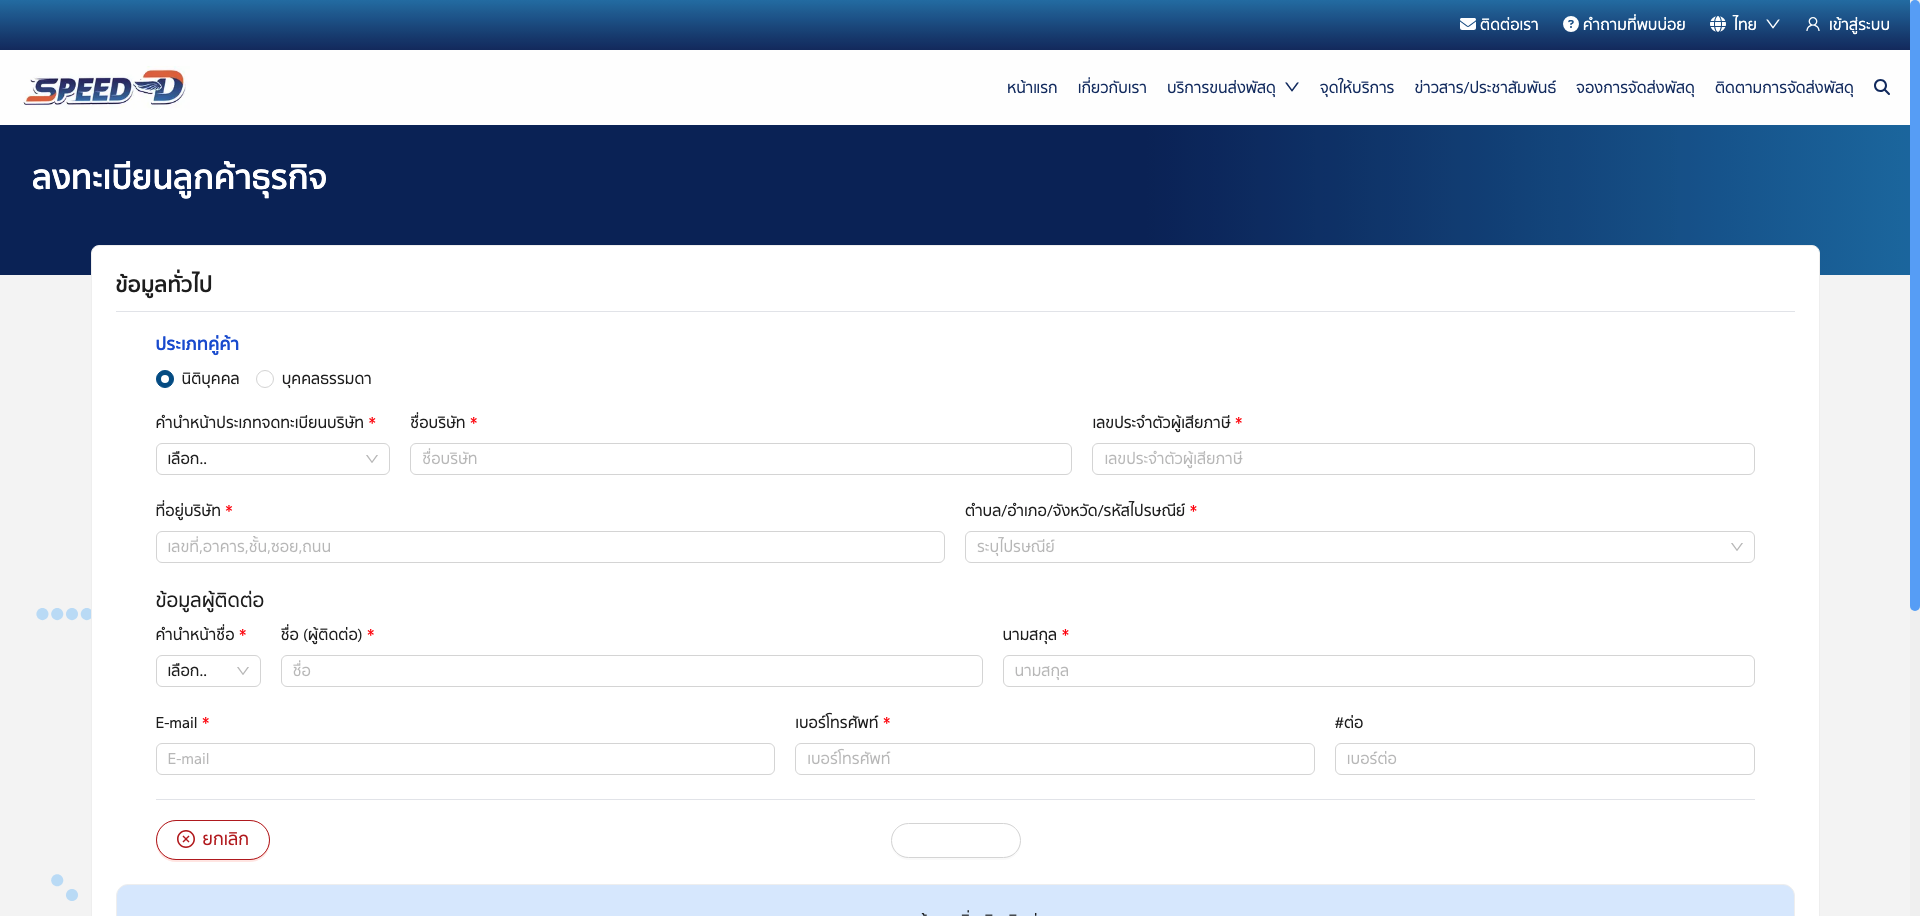 ติดต่อเรา คำถามที่พบบ่อย ไทย เข้าสู่ระบบ
SPEED-D
หน้าแรก เกี่ยวกับเรา บริการขนส่งพัสดุ จุดให้บริการ ข่าวสาร/ประชาสัมพันธ์ จองการจัดส่งพัสดุ ติดตามการจัดส่งพัสดุ
ลงทะเบียนลูกค้าธุรกิจ
ข้อมูลทั่วไป
ประเภทคู่ค้า
นิติบุคคล บุคคลธรรมดา
คำนำหน้าประเภทจดทะเบียนบริษัท * ชื่อบริษัท * เลขประจำตัวผู้เสียภาษี *
เลือก.. ชื่อบริษัท เลขประจำตัวผู้เสียภาษี
ที่อยู่บริษัท * ตำบล/อำเภอ/จังหวัด/รหัสไปรษณีย์ *
เลขที่,อาคาร,ชั้น,ซอย,ถนน ระบุไปรษณีย์
ข้อมูลผู้ติดต่อ
คำนำหน้าชื่อ * ชื่อ (ผู้ติดต่อ) * นามสกุล *
เลือก.. ชื่อ นามสกุล
E-mail * เบอร์โทรศัพท์ * #ต่อ
E-mail เบอร์โทรศัพท์ เบอร์ต่อ
ยกเลิก